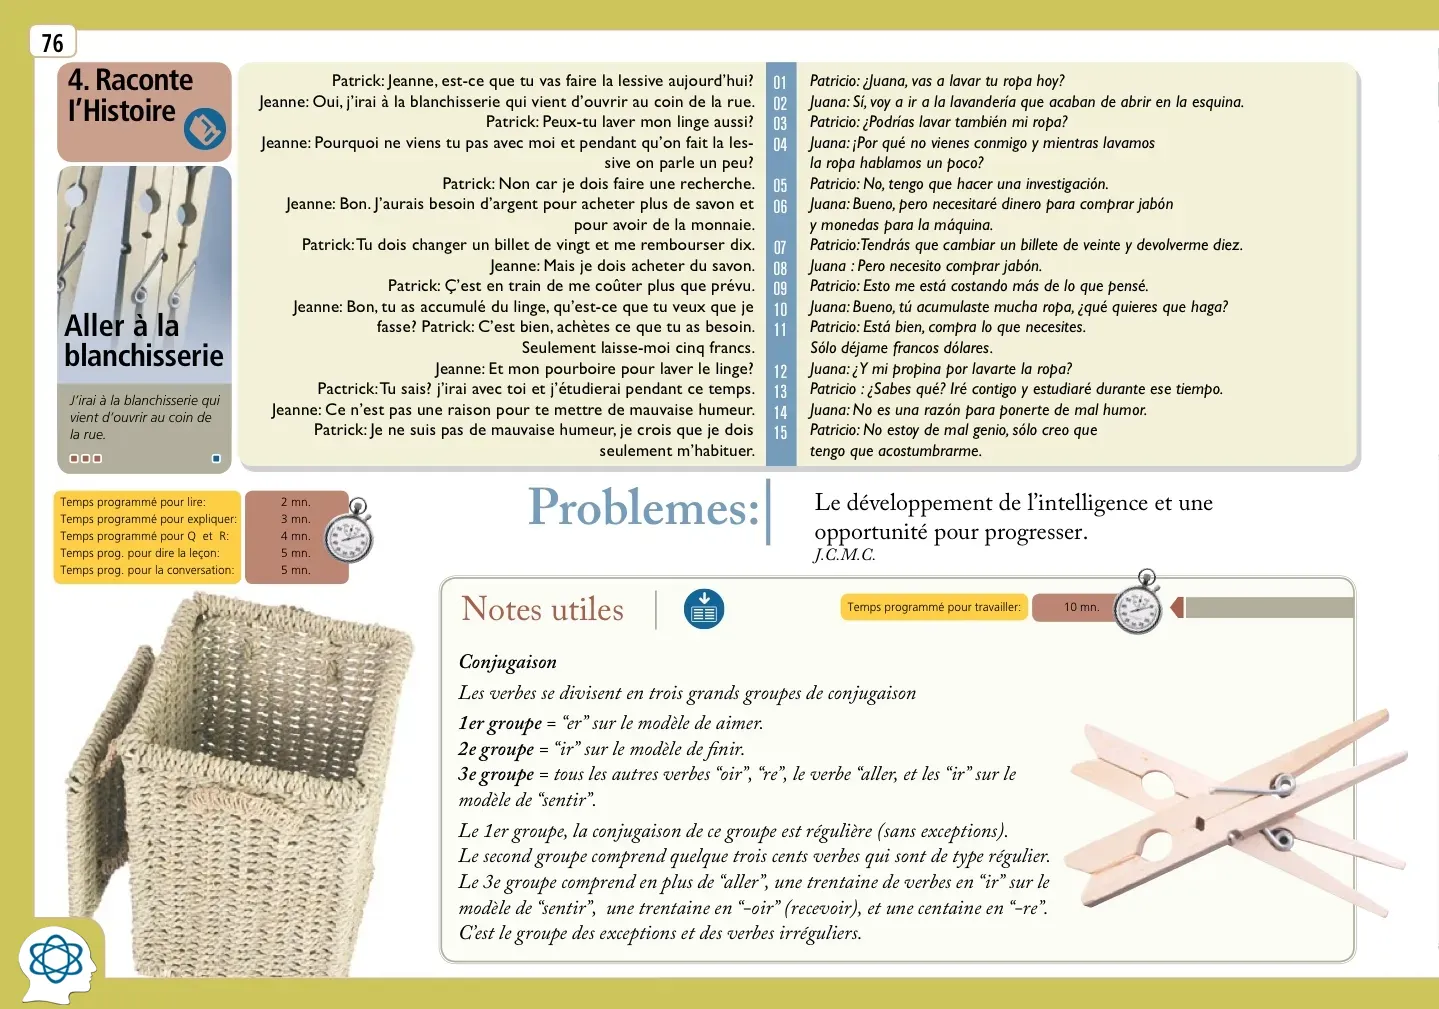 76
4. Raconte
l'Histoire
Aller à la
blanchisserie
J'irai à la blanchisserie qui
vient d'ouvrir au coin de
la rue.
Patrick: Jeanne, est-ce que tu vas faire la lessive aujourd'hui?
Jeanne: Oui, j'irai à la blanchisserie qui vient d'ouvrir au coin de la rue.
Patrick: Peux-tu laver mon linge aussi?
Jeanne: Pourquoi ne viens tu pas avec moi et pendant qu'on fait la les-
sive on parle un peu?
Patrick: Non car je dois faire une recherche.
Jeanne: Bon. J'aurais besoin d'argent pour acheter plus de savon et
pour avoir de la monnaie.
Patrick: Tu dois changer un billet de vingt et me rembourser dix.
Jeanne: Mais je dois acheter du savon.
Patrick: Ç'est en train de me coûter plus que prévu.
Jeanne: Bon, tu as accumulé du linge, qu'est-ce que tu veux que je
fasse? Patrick: C'est bien, achètes ce que tu as besoin.
Seulement laisse-moi cinq francs.
Jeanne: Et mon pourboire pour laver le linge?
Pactrick: Tu sais? j'irai avec toi et j'étudierai pendant ce temps.
Jeanne: Ce n'est pas une raison pour te mettre de mauvaise humeur.
Patrick: Je ne suis pas de mauvaise humeur, je crois que je dois
seulement m'habituer.
01
02
03
04
05
06
07
08
09
10
11
12
13
14
15
Patricio: ¿Juana, vas a lavar tu ropa hoy?
Juana: Sí, voy a ir a la lavandería que acaban de abrir en la esquina.
Patricio: ¿Podrías lavar también mi ropa?
Juana: ¡Por qué no vienes conmigo y mientras lavamos
la ropa hablamos un poco?
Patricio: No, tengo que hacer una investigación.
Juana: Bueno, pero necesitaré dinero para comprar jabón
y monedas para la máquina.
Patricio: Tendrás que cambiar un billete de veinte y devolverme diez.
Juana : Pero necesito comprar jabón.
Patricio: Esto me está costando más de lo que pensé.
Juana: Bueno, tú acumulaste mucha ropa, ¿qué quieres que haga?
Patricio: Está bien, compra lo que necesites.
Sólo déjame francos dólares.
Juana: ¿Y mi propina por lavarte la ropa?
Patricio : ¿Sabes qué? Iré contigo y estudiaré durante ese tiempo.
Juana: No es una razón para ponerte de mal humor.
Patricio: No estoy de mal genio, sólo creo que
tengo que acostumbrarme.
Temps programmé pour lire: 2 mn.
Temps programmé pour expliquer: 3 mn.
Temps programmé pour Q et R: 4 mn.
Temps prog. pour dire la leçon: 5 mn.
Temps prog. pour la conversation: 5 mn.
Problemes:
Le développement de l'intelligence et une
opportunité pour progresser.
J.C.M.C.
Notes utiles
Temps programmé pour travailler: 10 mn.
Conjugaison
Les verbes se divisent en trois grands groupes de conjugaison
1er groupe = "er" sur le modèle de aimer.
2e groupe = "ir" sur le modèle de finir.
3e groupe = tous les autres verbes "oir", "re", le verbe "aller, et les "ir" sur le
modèle de "sentir".
Le 1er groupe, la conjugaison de ce groupe est régulière (sans exceptions).
Le second groupe comprend quelque trois cents verbes qui sont de type régulier.
Le 3e groupe comprend en plus de "aller", une trentaine de verbes en "ir" sur le
modèle de "sentir", une trentaine en "-oir" (recevoir), et une centaine en "-re".
C'est le groupe des exceptions et des verbes irréguliers.